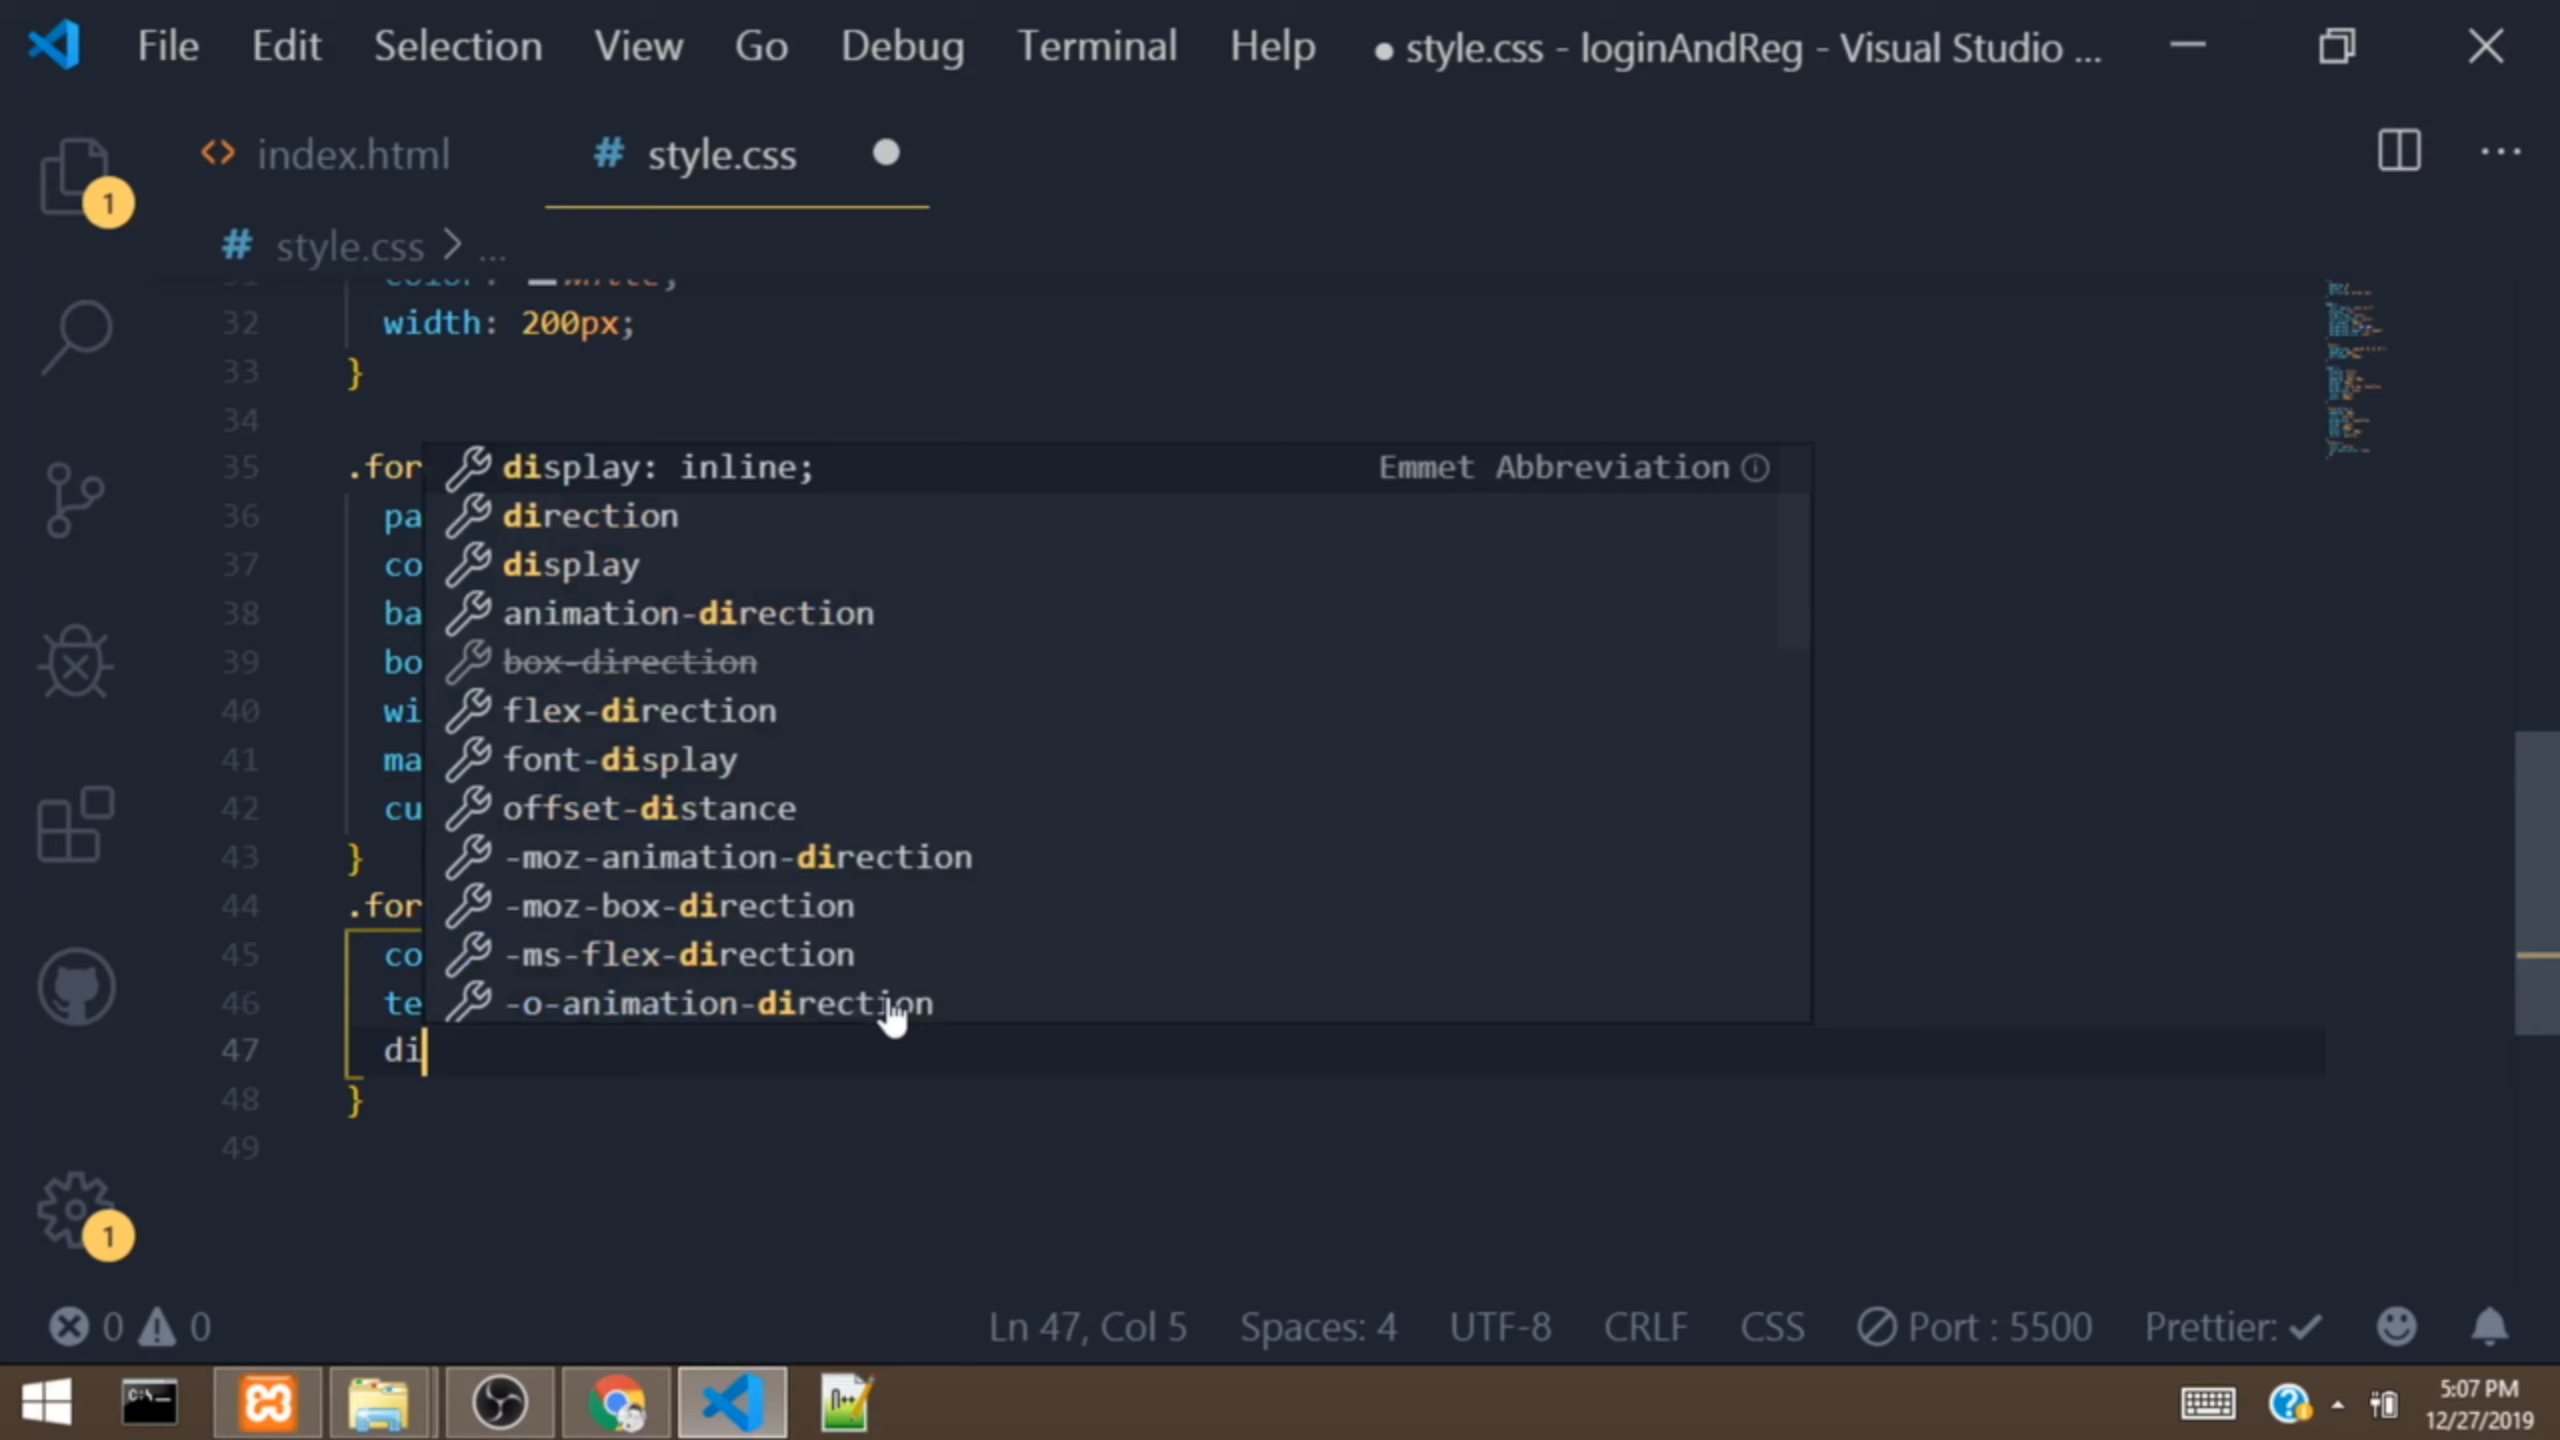 File Edit Selection View Go Debug Terminal Help ● style.css - loginAndReg - Visual Studio ...
index.html # style.css
1
# style.css > ...
32 width: 200px;
33 }
34
35 .for display: inline; Emmet Abbreviation
36 pa direction
37 co display
38 ba animation-direction
39 bo box-direction
40 wi flex-direction
41 ma font-display
42 cu offset-distance
43 } -moz-animation-direction
44 .for -moz-box-direction
45 co -ms-flex-direction
46 te -o-animation-direction
47 di
48 }
49
1
0 0 Ln 47, Col 5 Spaces: 4 UTF-8 CRLF CSS Port : 5500 Prettier: ✓
C:\
n++
5:07 PM
12/27/2019